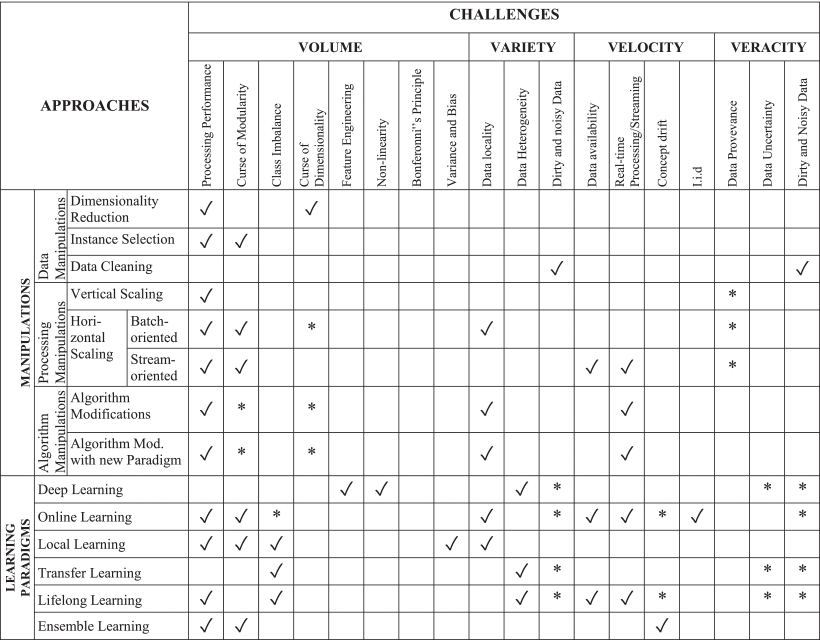 CHALLENGES
VOLUME VARIETY VELOCITY VERACITY
APPROACHES
Processing Performance
Curse of Modularity
Class Imbalance
Curse of
Dimensionality
Feature Engineering
Non-linearity
Bonferonni''s Principle
Variance and Bias
Data locality
Data Heterogeneity
Dirty and noisy Data
Data availability
Real-time
Processing/Streaming
Concept drift
I.i.d
Data Provevance
Data Uncertainty
Dirty and Noisy Data
MANIPULATIONS
Data
Manipulations
Dimensionality
Reduction
✓ ✓
Instance Selection ✓ ✓
Data Cleaning ✓ ✓
Processing
Manipulations
Vertical Scaling ✓ *
Hori-
zontal
Scaling
Batch-
oriented
✓ ✓ * ✓ *
Stream-
oriented
✓ ✓ ✓ ✓ *
Algorithm
Manipulations
Algorithm
Modifications
✓ * * ✓ ✓
Algorithm Mod.
with new Paradigm
✓ * * ✓ ✓
LEARNING
PARADIGMS
Deep Learning ✓ ✓ ✓ * * *
Online Learning ✓ ✓ * ✓ * ✓ ✓ * ✓ *
Local Learning ✓ ✓ ✓ ✓ ✓
Transfer Learning ✓ ✓ * * *
Lifelong Learning ✓ ✓ ✓ * ✓ ✓ * * *
Ensemble Learning ✓ ✓ ✓